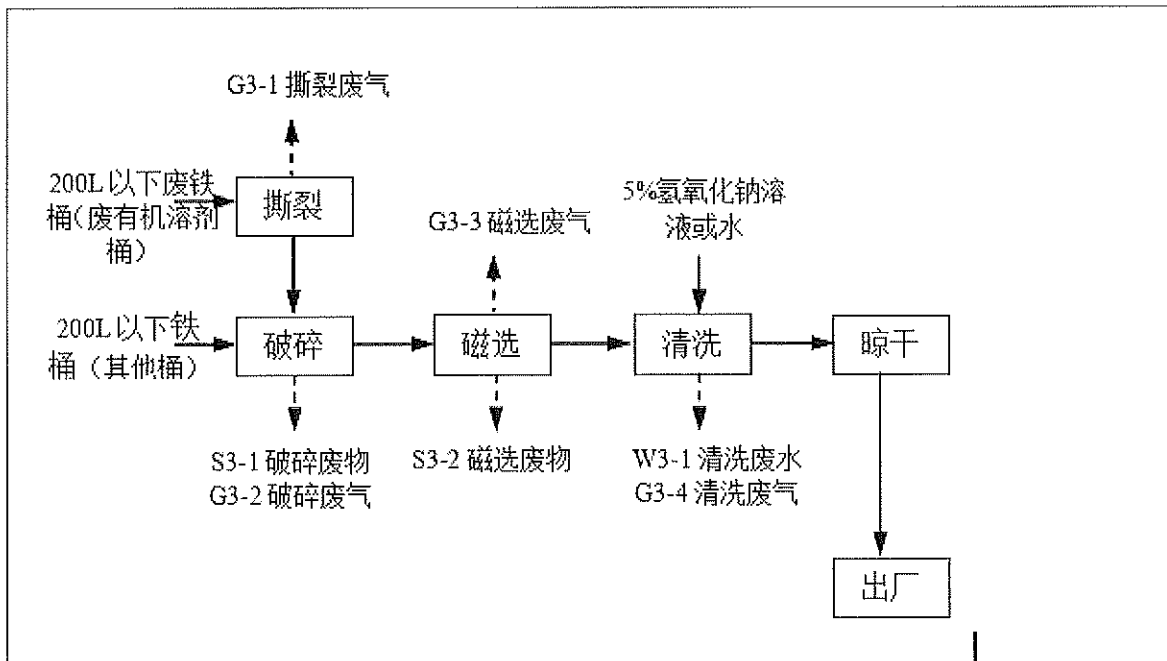 G3-1 撕裂废气
200L 以下废铁
桶（废有机溶剂
桶）
撕裂
G3-3 磁选废气
5%氢氧化钠溶
液或水
200L 以下铁
桶（其他桶）
破碎
磁选
清洗
晾干
S3-1 破碎废物
G3-2 破碎废气
S3-2 磁选废物
W3-1 清洗废水
G3-4 清洗废气
出厂